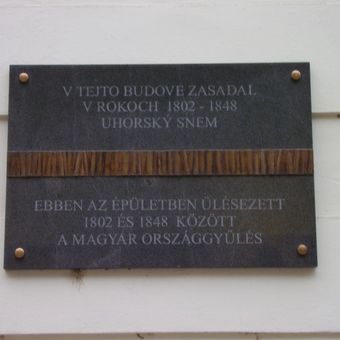 V TEJTO BUDOVE ZASADAL
V ROKOCH 1802 - 1848
UHORSKÝ SNEM
EBBEN AZ ÉPÜLETBEN ÜLÉSEZETT
1802 ÉS 1848 KÖZÖTT
A MAGYAR ORSZÁGGYŰLÉS